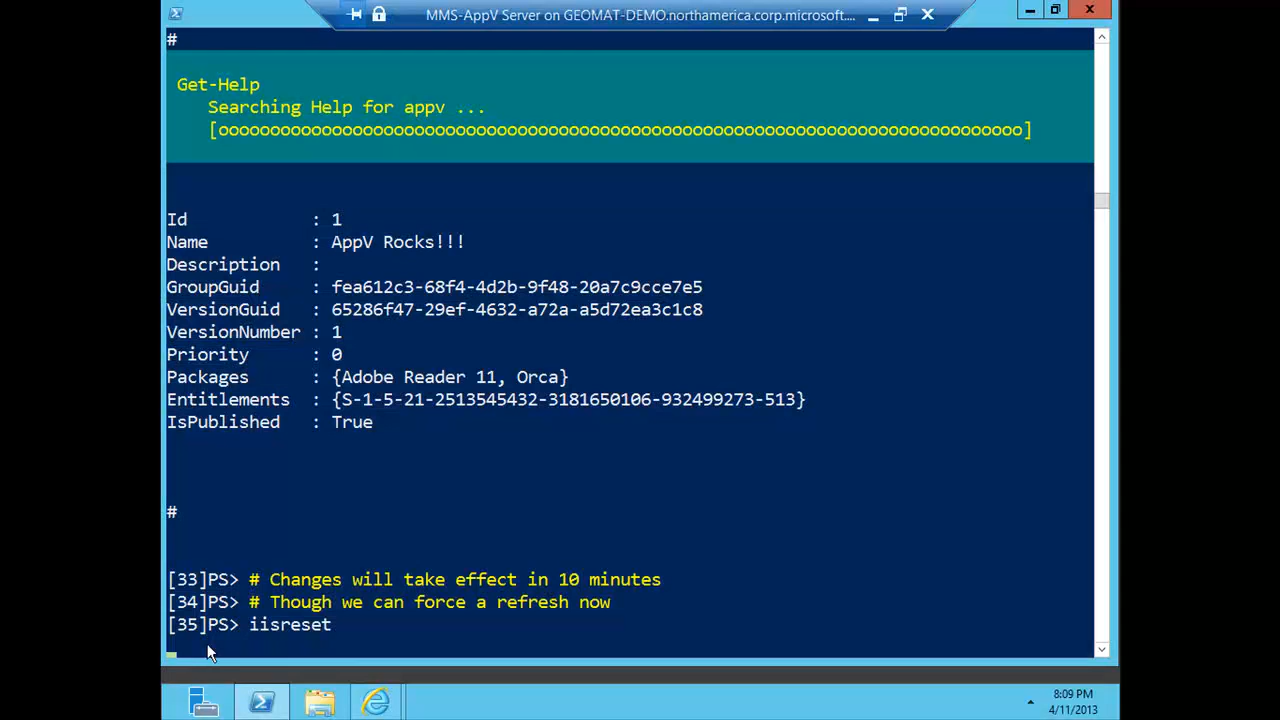 MMS-AppV Server on GEOMAT-DEMO.northamerica.corp.microsoft....
#
Get-Help
Searching Help for appv ...
[oooooooooooooooooooooooooooooooooooooooooooooooooooooooooooooooooooooooooooooo]
Id : 1
Name : AppV Rocks!!!
Description :
GroupGuid : fea612c3-68f4-4d2b-9f48-20a7c9cce7e5
VersionGuid : 65286f47-29ef-4632-a72a-a5d72ea3c1c8
VersionNumber : 1
Priority : 0
Packages : {Adobe Reader 11, Orca}
Entitlements : {S-1-5-21-2513545432-3181650106-932499273-513}
IsPublished : True
#
[33]PS> # Changes will take effect in 10 minutes
[34]PS> # Though we can force a refresh now
[35]PS> iisreset
8:09 PM
4/11/2013